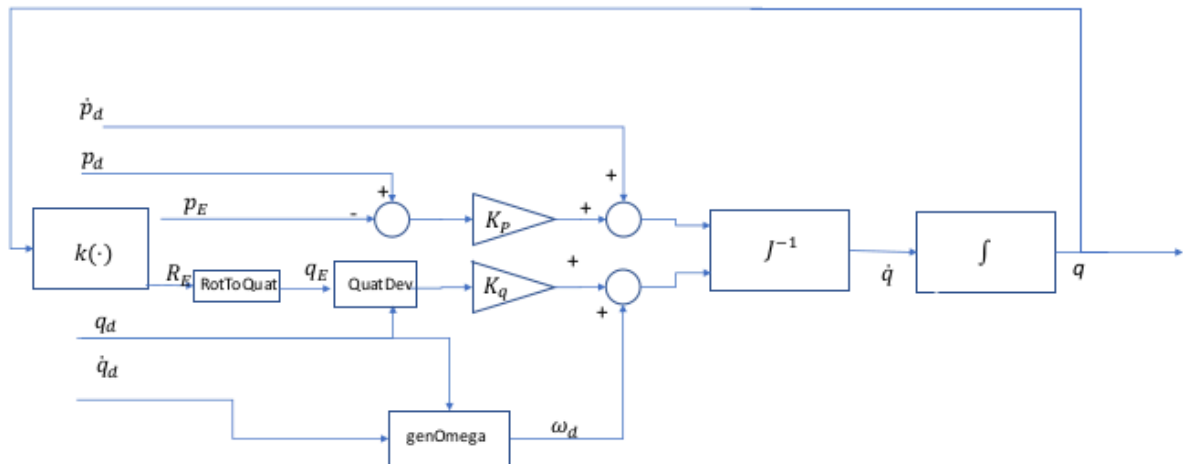 ṗ_d
p_d
+
+
p_E
-
K_p
+
k(·)
J⁻¹
∫
q̇
q
R_E
RotToQuat
q_E
QuatDev
K_q
+
+
q_d
q̇_d
genOmega
ω_d